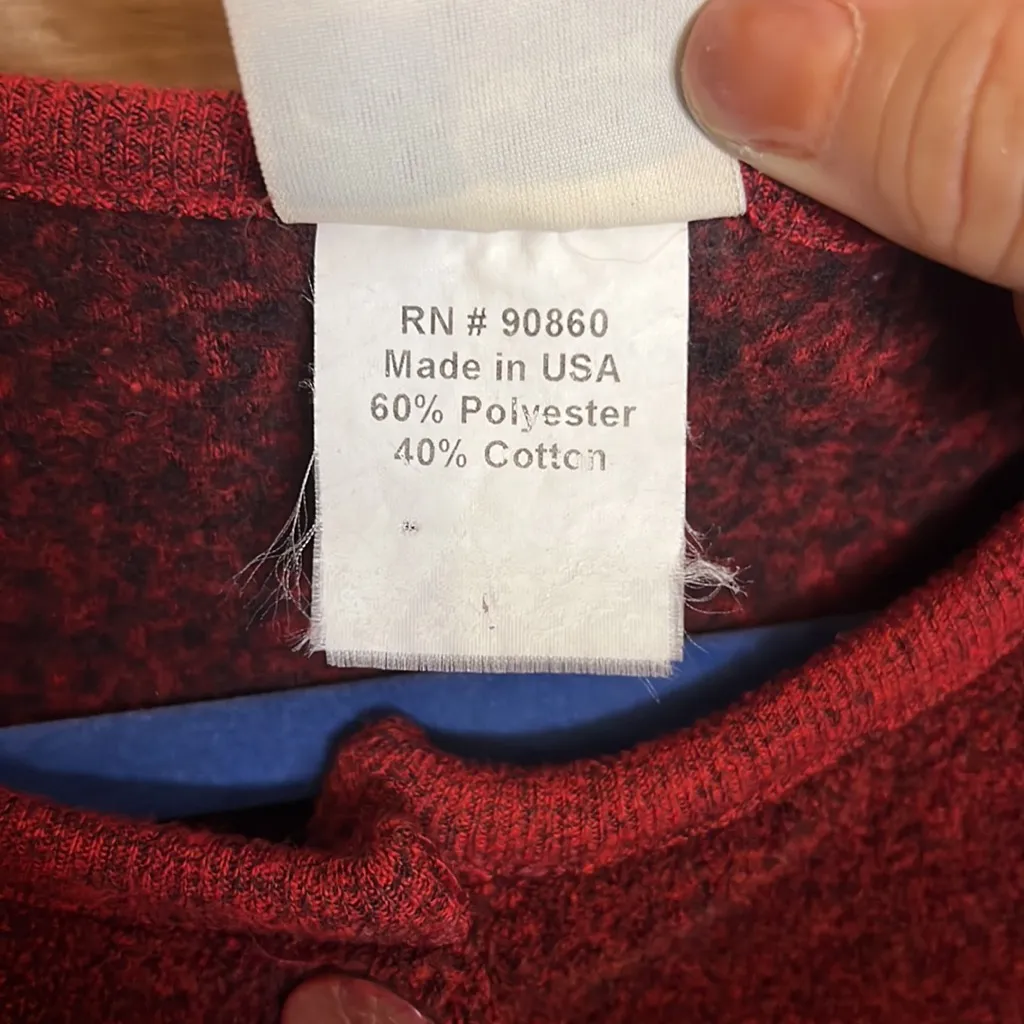 RN # 90860
Made in USA
60% Polyester
40% Cotton